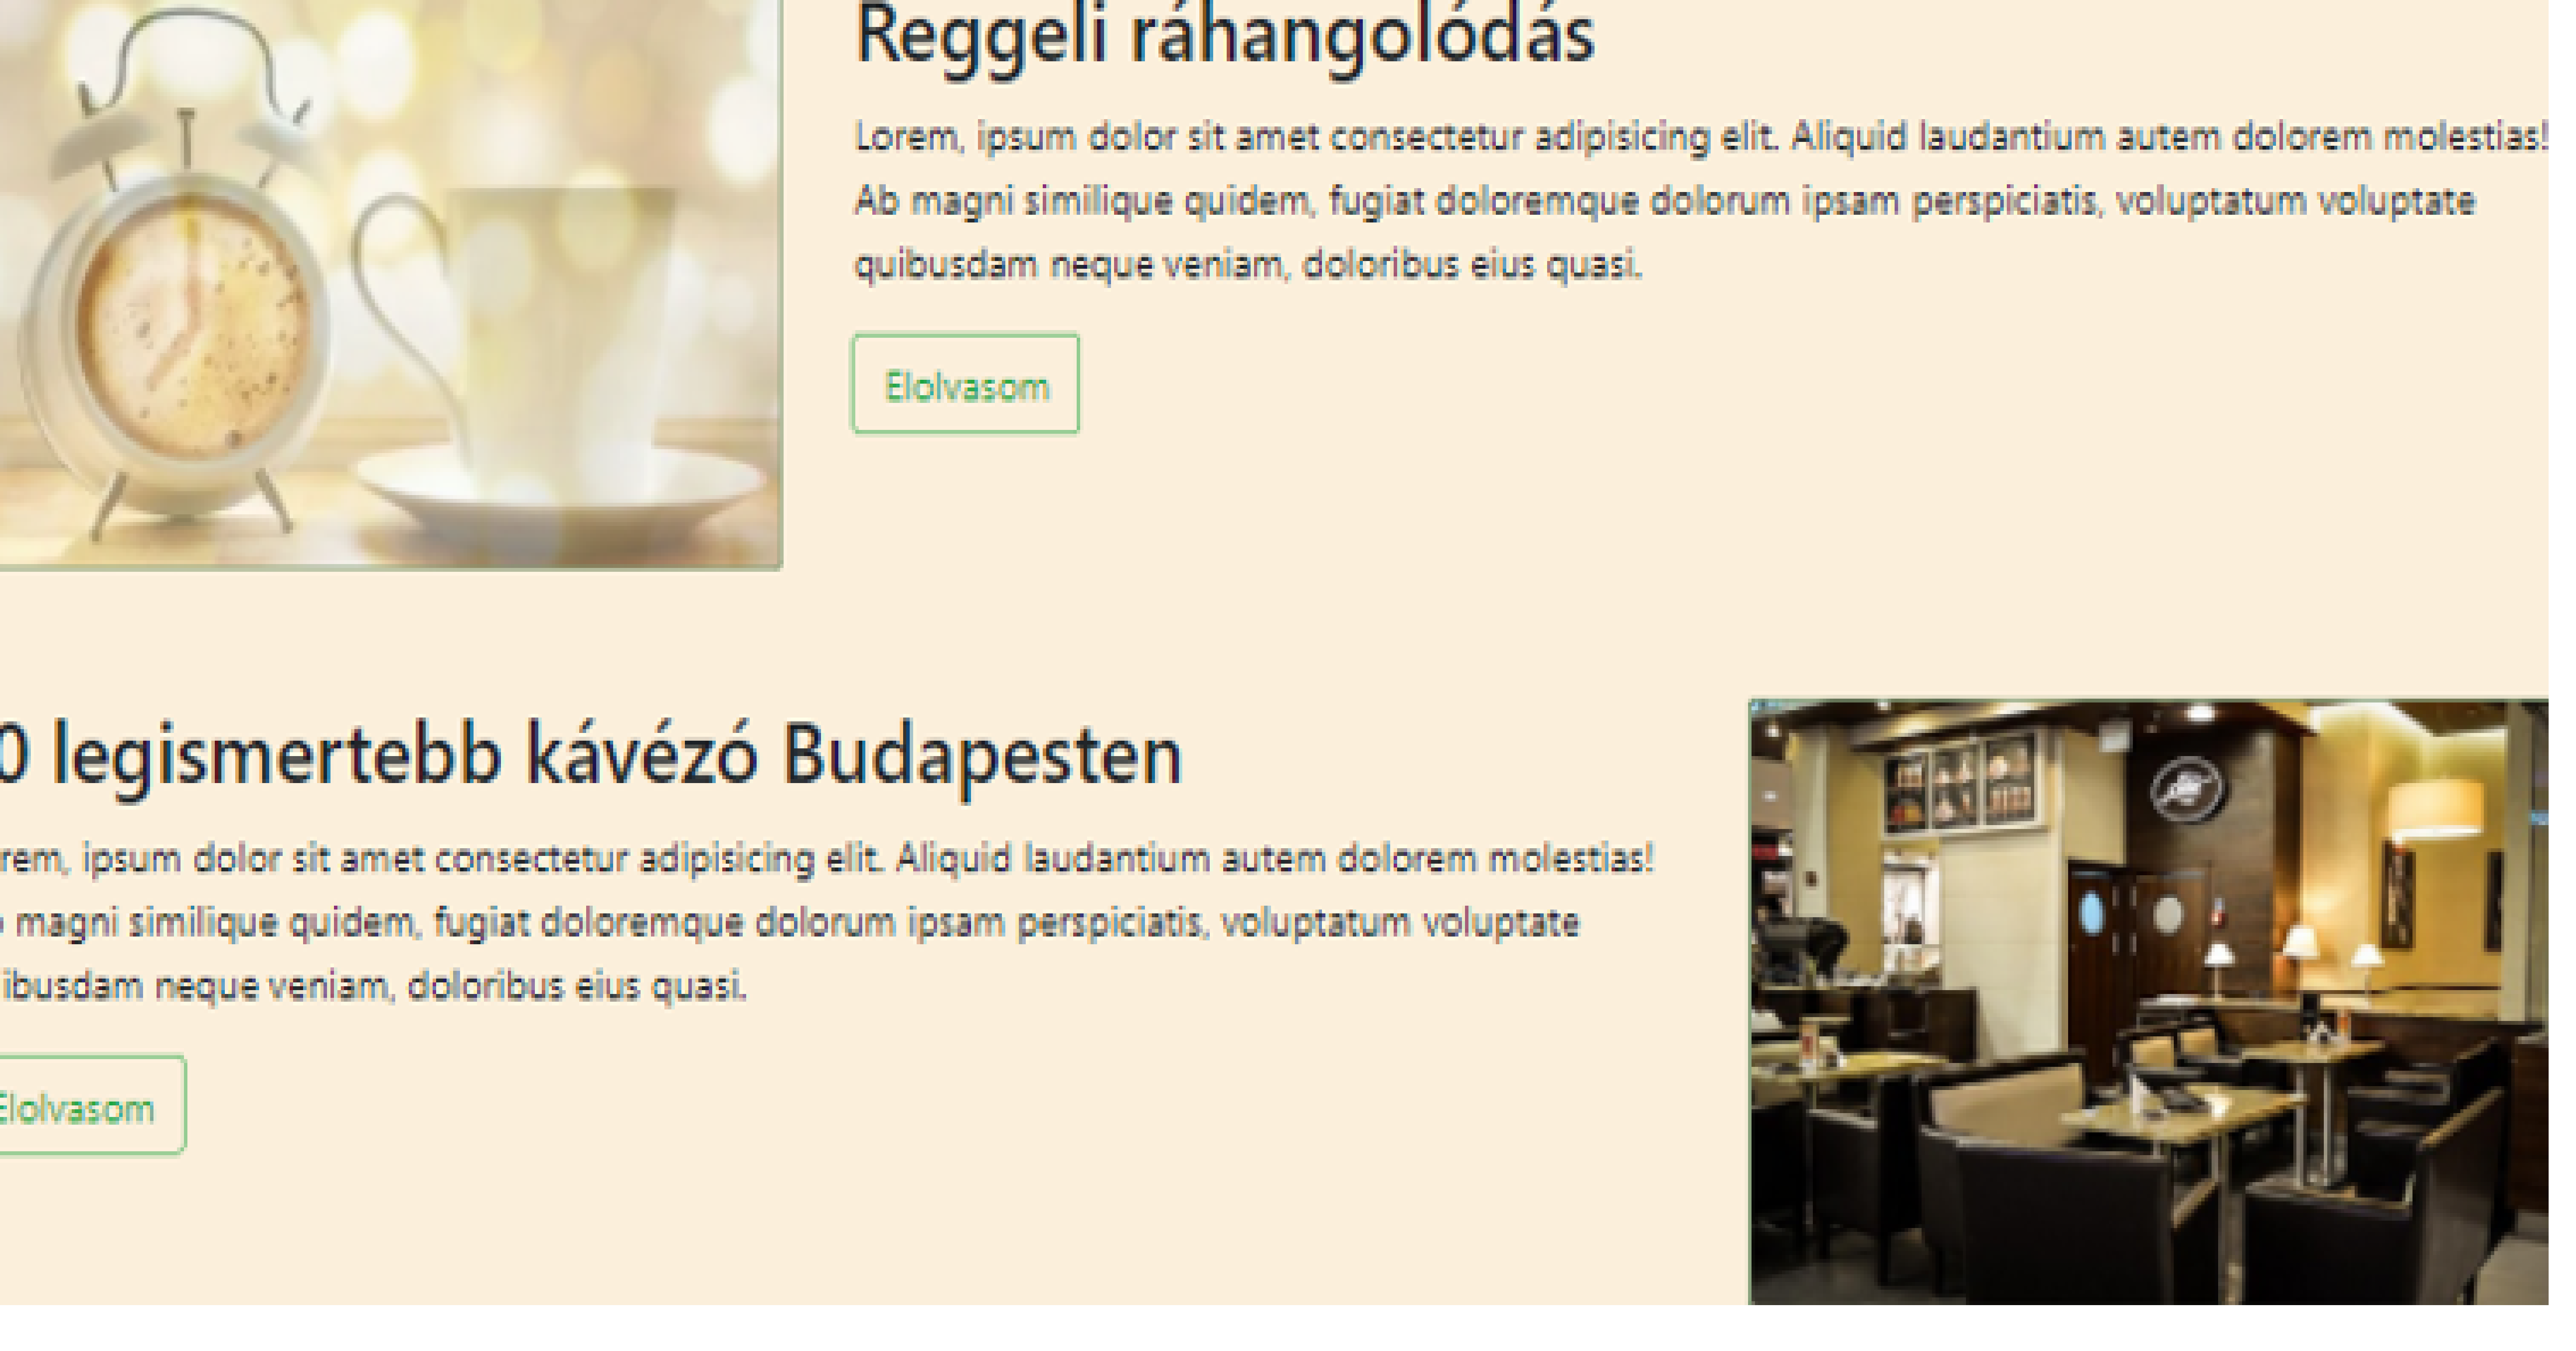 Reggeli ráhangolódás
Lorem, ipsum dolor sit amet consectetur adipisicing elit. Aliquid laudantium autem dolorem molestias!
Ab magni similique quidem, fugiat doloremque dolorum ipsam perspiciatis, voluptatum voluptate
quibusdam neque veniam, doloribus eius quasi.
Elolvasom
0 legismertebb kávézó Budapesten
rem, ipsum dolor sit amet consectetur adipisicing elit. Aliquid laudantium autem dolorem molestias!
magni similique quidem, fugiat doloremque dolorum ipsam perspiciatis, voluptatum voluptate
ibusdam neque veniam, doloribus eius quasi.
Elolvasom